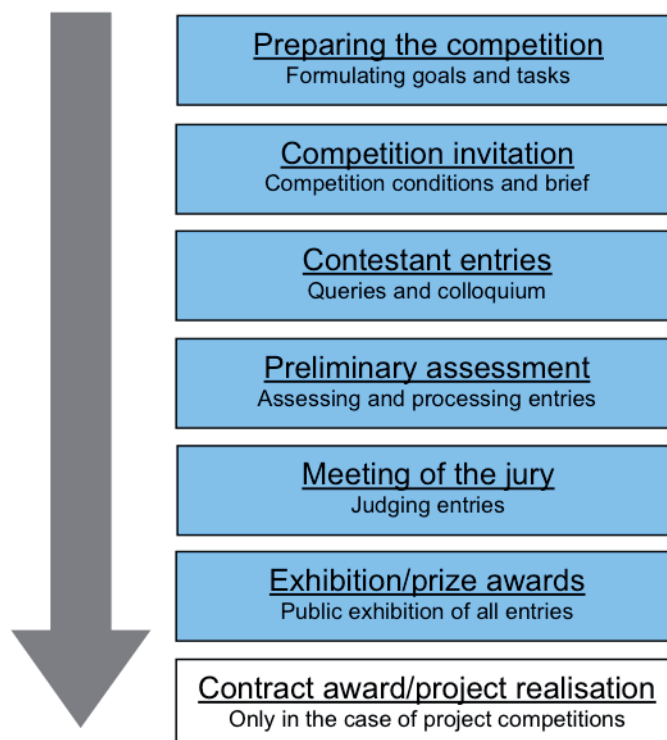 Preparing the competition
Formulating goals and tasks
Competition invitation
Competition conditions and brief
Contestant entries
Queries and colloquium
Preliminary assessment
Assessing and processing entries
Meeting of the jury
Judging entries
Exhibition/prize awards
Public exhibition of all entries
Contract award/project realisation
Only in the case of project competitions